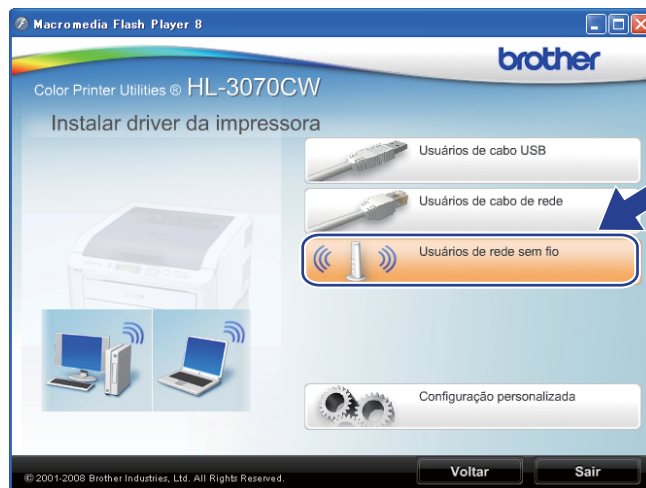 Macromedia Flash Player 8
brother
Color Printer Utilities ® HL-3070CW
Instalar driver da impressora
Usuários de cabo USB
Usuários de cabo de rede
Usuários de rede sem fio
Configuração personalizada
© 2001-2008 Brother Industries, Ltd. All Rights Reserved.
Voltar
Sair